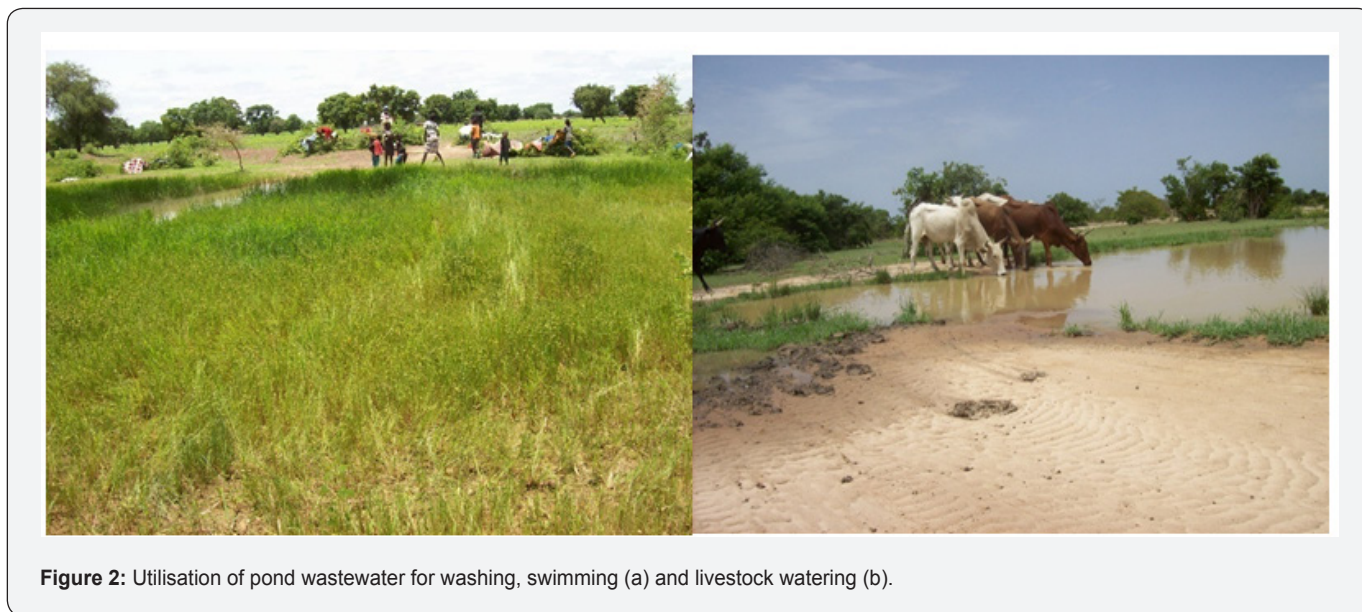 Figure 2: Utilisation of pond wastewater for washing, swimming (a) and livestock watering (b).